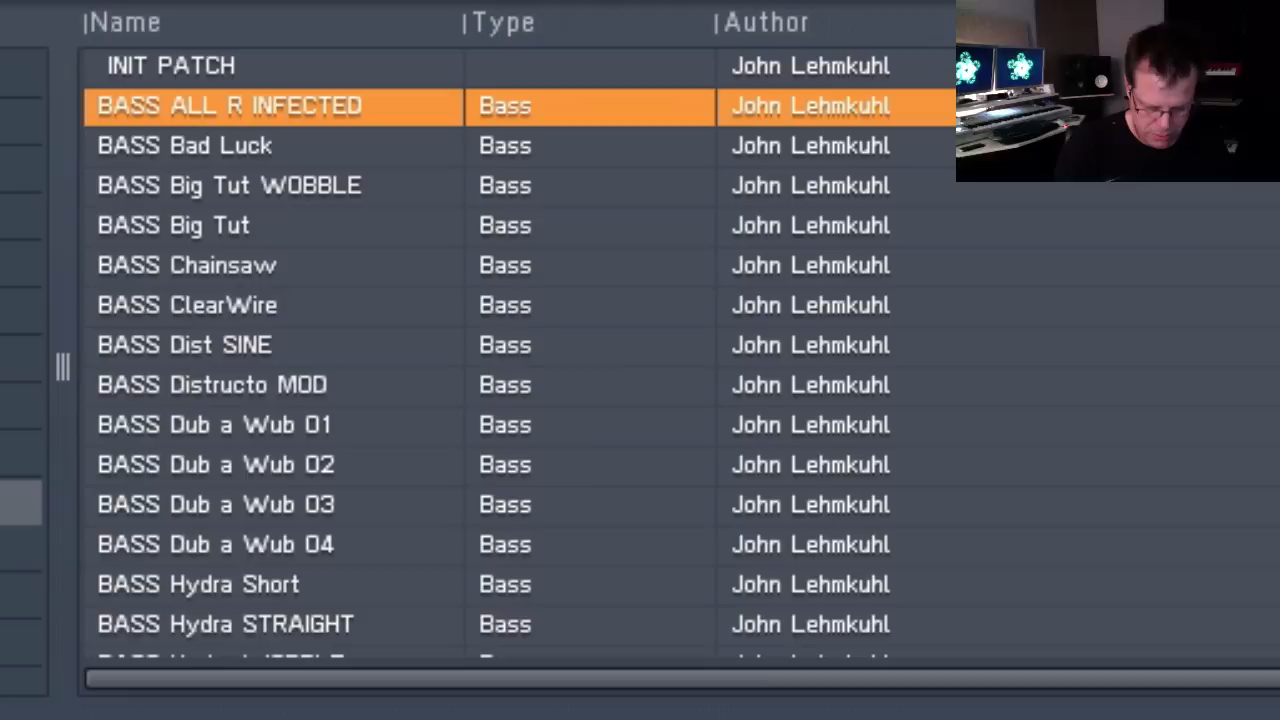 Name Type Author
INIT PATCH John Lehmkuhl
BASS ALL R INFECTED Bass John Lehmkuhl
BASS Bad Luck Bass John Lehmkuhl
BASS Big Tut WOBBLE Bass John Lehmkuhl
BASS Big Tut Bass John Lehmkuhl
BASS Chainsaw Bass John Lehmkuhl
BASS ClearWire Bass John Lehmkuhl
BASS Dist SINE Bass John Lehmkuhl
BASS Distructo MOD Bass John Lehmkuhl
BASS Dub a Wub 01 Bass John Lehmkuhl
BASS Dub a Wub 02 Bass John Lehmkuhl
BASS Dub a Wub 03 Bass John Lehmkuhl
BASS Dub a Wub 04 Bass John Lehmkuhl
BASS Hydra Short Bass John Lehmkuhl
BASS Hydra STRAIGHT Bass John Lehmkuhl